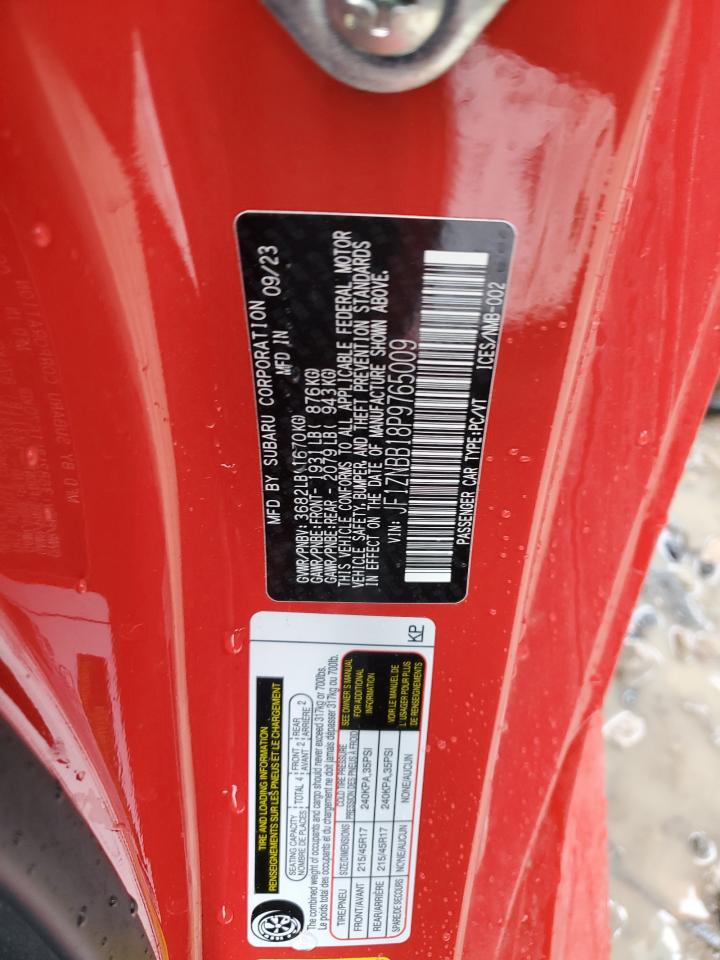 MFD BY SUBARU CORPORATION
MFD IN 09/23
GVWR/PNBV: 3682LB(1670KG)
GAWR/PNBE:FRONT- 1931LB( 876KG)
GAWR/PNBE:REAR - 2079LB( 943KG)
THIS VEHICLE CONFORMS TO ALL APPLICABLE FEDERAL MOTOR
VEHICLE SAFETY, BUMPER, AND THEFT PREVENTION STANDARDS
IN EFFECT ON THE DATE OF MANUFACTURE SHOWN ABOVE.
VIN: JF1ZNBB18P9765009
PASSENGER CAR TYPE:PC/VT ICES/NMB-002
TIRE AND LOADING INFORMATION
RENSEIGNEMENTS SUR LES PNEUS ET LE CHARGEMENT
SEATING CAPACITY TOTAL 4 FRONT 2 REAR 2
NOMBRE DE PLACES AVANT 2 ARRIÈRE
The combined weight of occupants and cargo should never exceed 317kg or 700lbs.
Le poids total des occupants et du chargement ne doit jamais dépasser 317kg ou 700lb.
TIRE/PNEU SIZE/DIMENSIONS COLD TIRE PRESSURE
PRESSION DES PNEUS À FROID
FRONT/AVANT 215/45R17 240KPA,35PSI
REAR/ARRIÈRE 215/45R17 240KPA,35PSI
SPARE/DE SECOURS NONE/AUCUN NONE/AUCUN
SEE OWNER'S MANUAL
FOR ADDITIONAL
INFORMATION
VOIR LE MANUEL DE
L'USAGER POUR PLUS
DE RENSEIGNEMENTS
KP